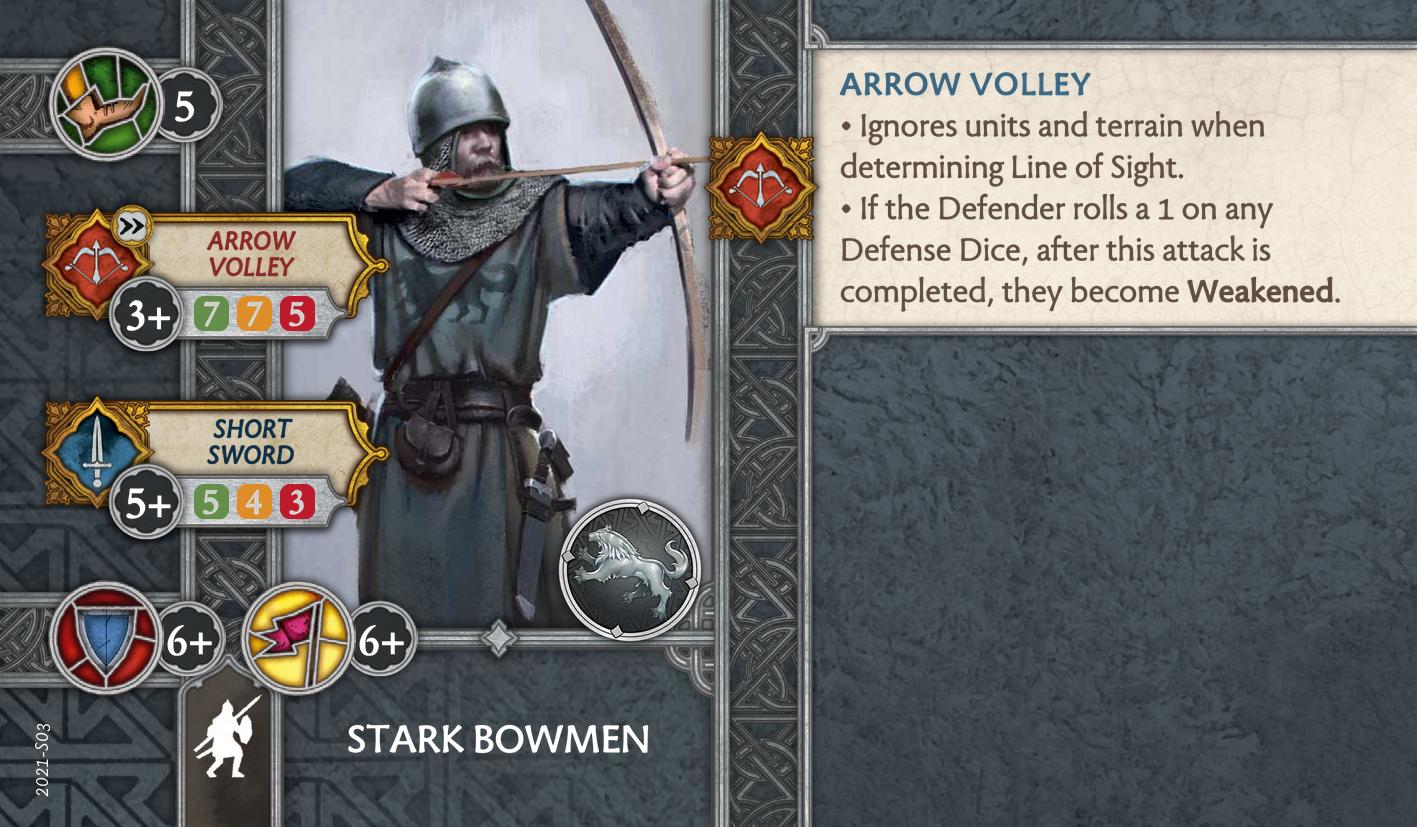 5
ARROW
VOLLEY
3+ 7 7 5
SHORT
SWORD
5+ 5 4 3
6+ 6+
STARK BOWMEN
2021-S03
ARROW VOLLEY
• Ignores units and terrain when
determining Line of Sight.
• If the Defender rolls a 1 on any
Defense Dice, after this attack is
completed, they become Weakened.